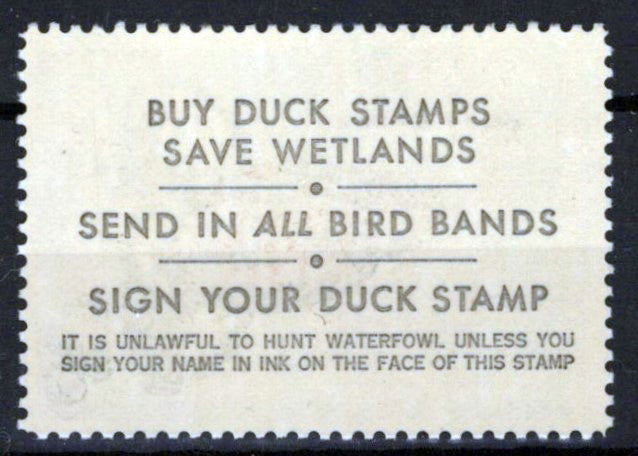 BUY DUCK STAMPS
SAVE WETLANDS
SEND IN ALL BIRD BANDS
SIGN YOUR DUCK STAMP
IT IS UNLAWFUL TO HUNT WATERFOWL UNLESS YOU
SIGN YOUR NAME IN INK ON THE FACE OF THIS STAMP